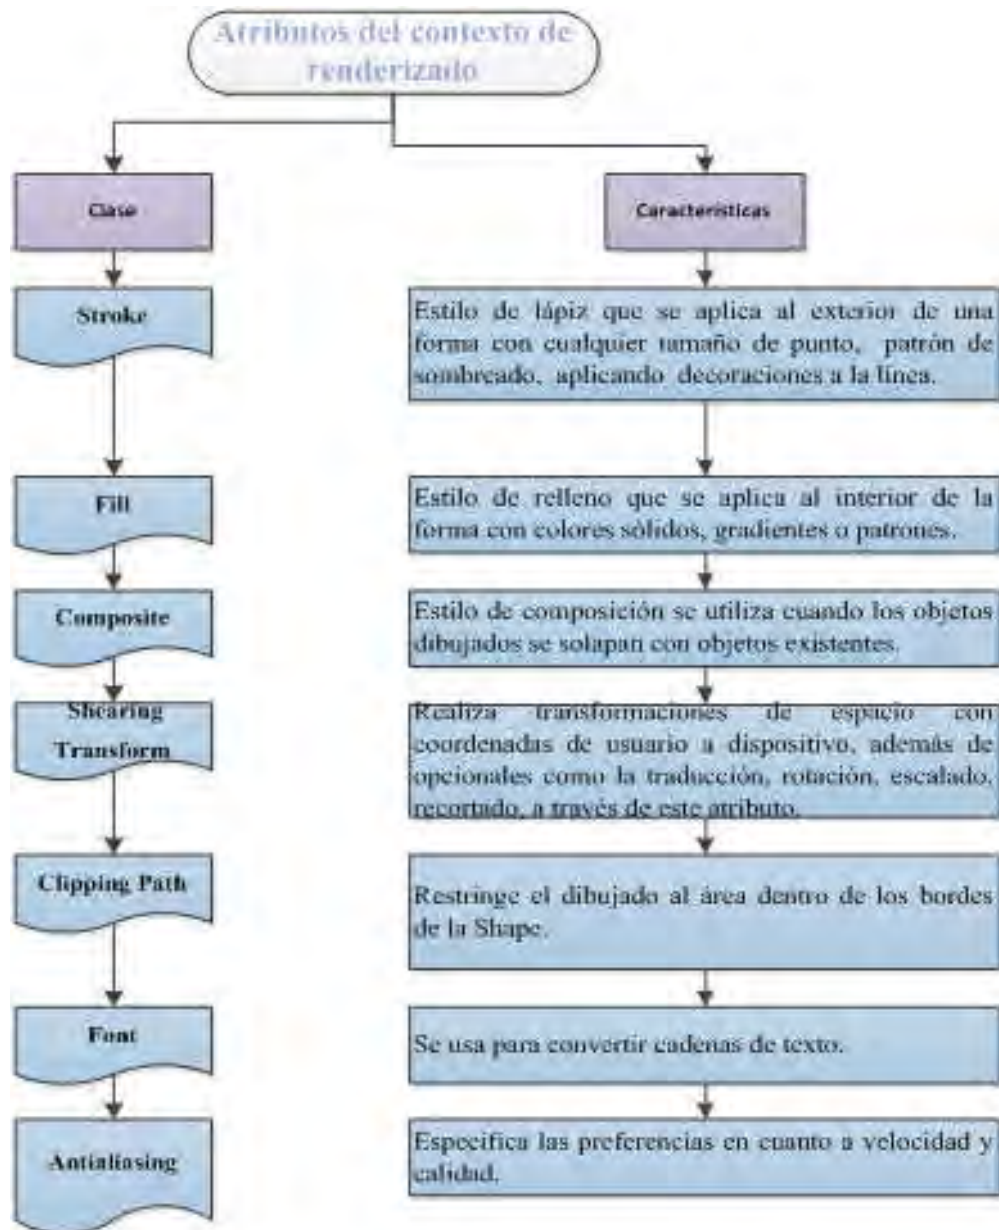 Atributos del contexto de
renderizado
Clase
Características
Stroke
Estilo de lápiz que se aplica al exterior de una
forma con cualquier tamaño de punto, patrón de
sombreado, aplicando decoraciones a la línea.
Fill
Estilo de relleno que se aplica al interior de la
forma con colores sólidos, gradientes o patrones.
Composite
Estilo de composición se utiliza cuando los objetos
dibujados se solapan con objetos existentes.
Shearing
Transform
Realiza transformaciones de espacio con
coordenadas de usuario a dispositivo, además de
opcionales como la traducción, rotación, escalado,
recortado, a través de este atributo.
Clipping Path
Restringe el dibujado al área dentro de los bordes
de la Shape.
Font
Se usa para convertir cadenas de texto.
Antialiasing
Especifica las preferencias en cuanto a velocidad y
calidad.